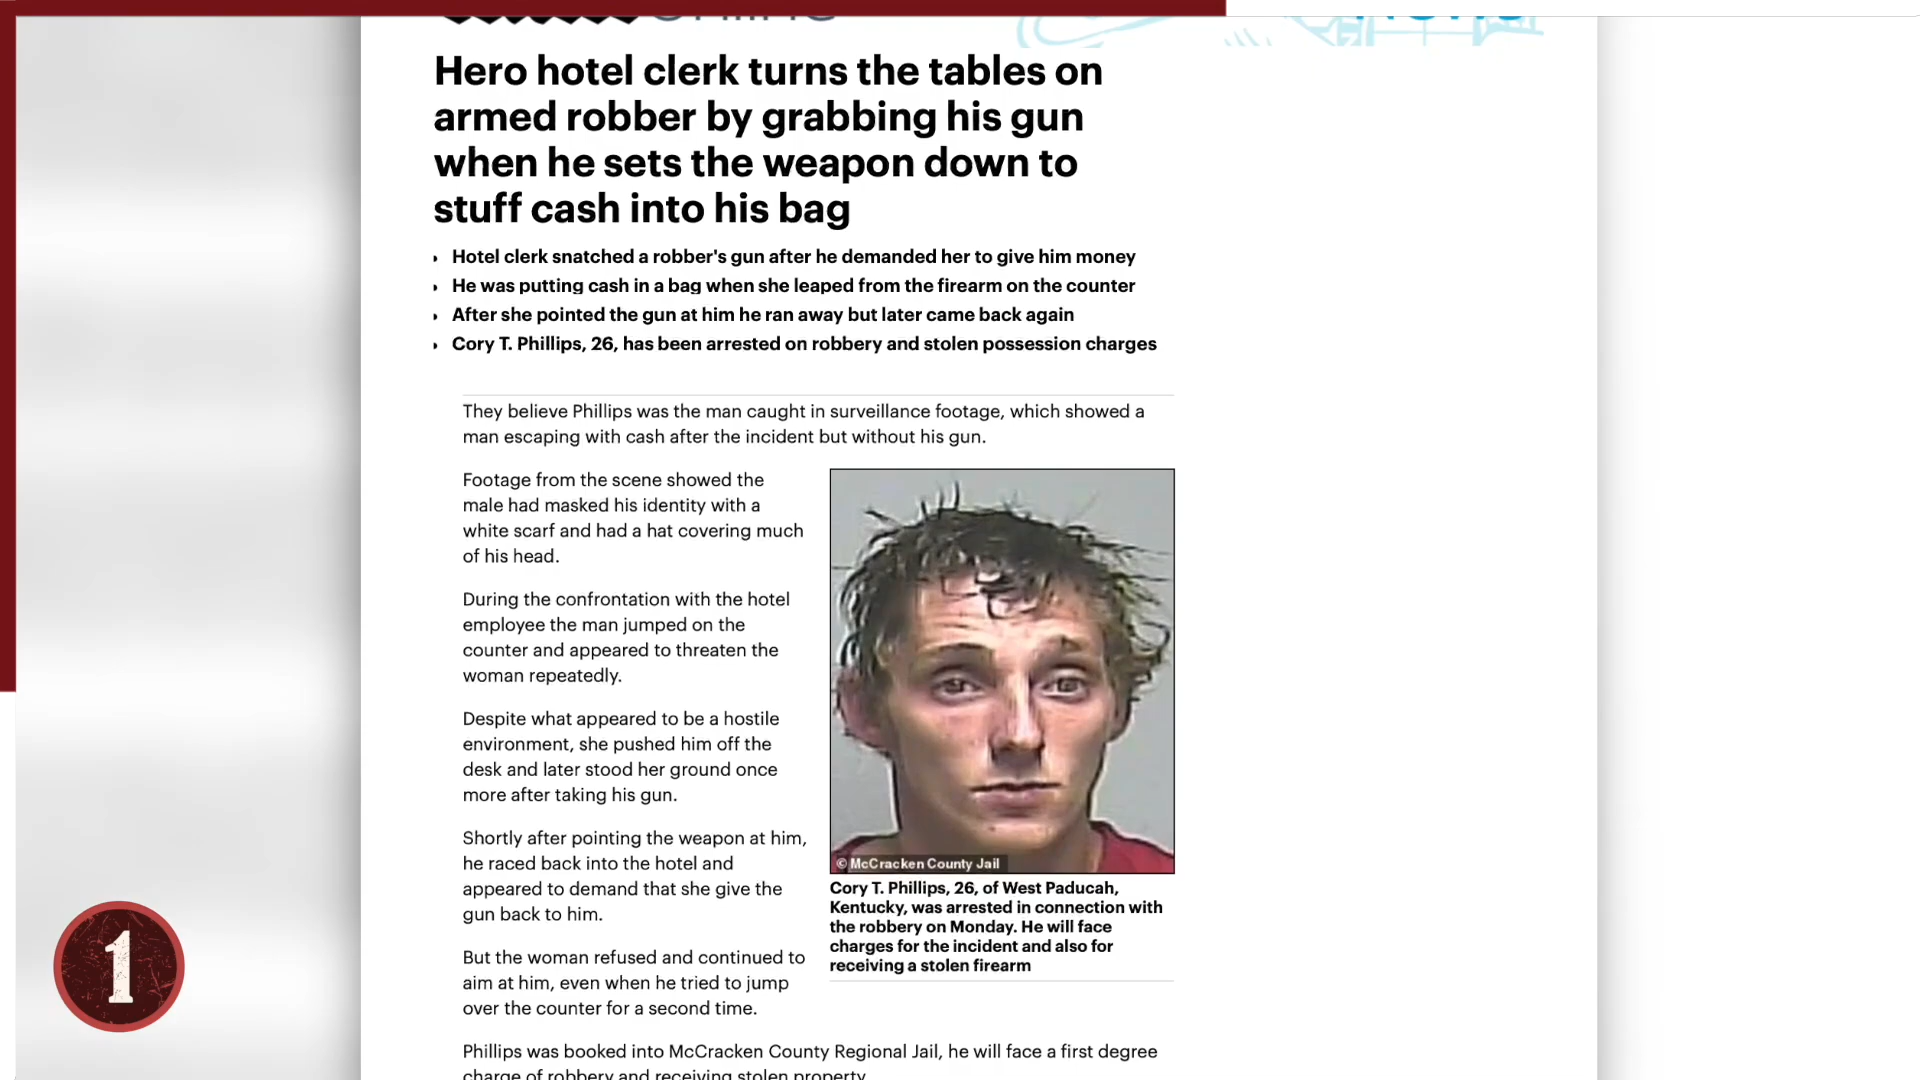 Hero hotel clerk turns the tables on
armed robber by grabbing his gun
when he sets the weapon down to
stuff cash into his bag
Hotel clerk snatched a robber's gun after he demanded her to give him money
He was putting cash in a bag when she leaped from the firearm on the counter
After she pointed the gun at him he ran away but later came back again
Cory T. Phillips, 26, has been arrested on robbery and stolen possession charges
They believe Phillips was the man caught in surveillance footage, which showed a
man escaping with cash after the incident but without his gun.
Footage from the scene showed the
male had masked his identity with a
white scarf and had a hat covering much
of his head.
During the confrontation with the hotel
employee the man jumped on the
counter and appeared to threaten the
woman repeatedly.
Despite what appeared to be a hostile
environment, she pushed him off the
desk and later stood her ground once
more after taking his gun.
Shortly after pointing the weapon at him,
he raced back into the hotel and
appeared to demand that she give the
gun back to him.
But the woman refused and continued to
aim at him, even when he tried to jump
over the counter for a second time.
© McCracken County Jail
Cory T. Phillips, 26, of West Paducah,
Kentucky, was arrested in connection with
the robbery on Monday. He will face
charges for the incident and also for
receiving a stolen firearm
Phillips was booked into McCracken County Regional Jail, he will face a first degree
charge of robbery and receiving stolen property
1